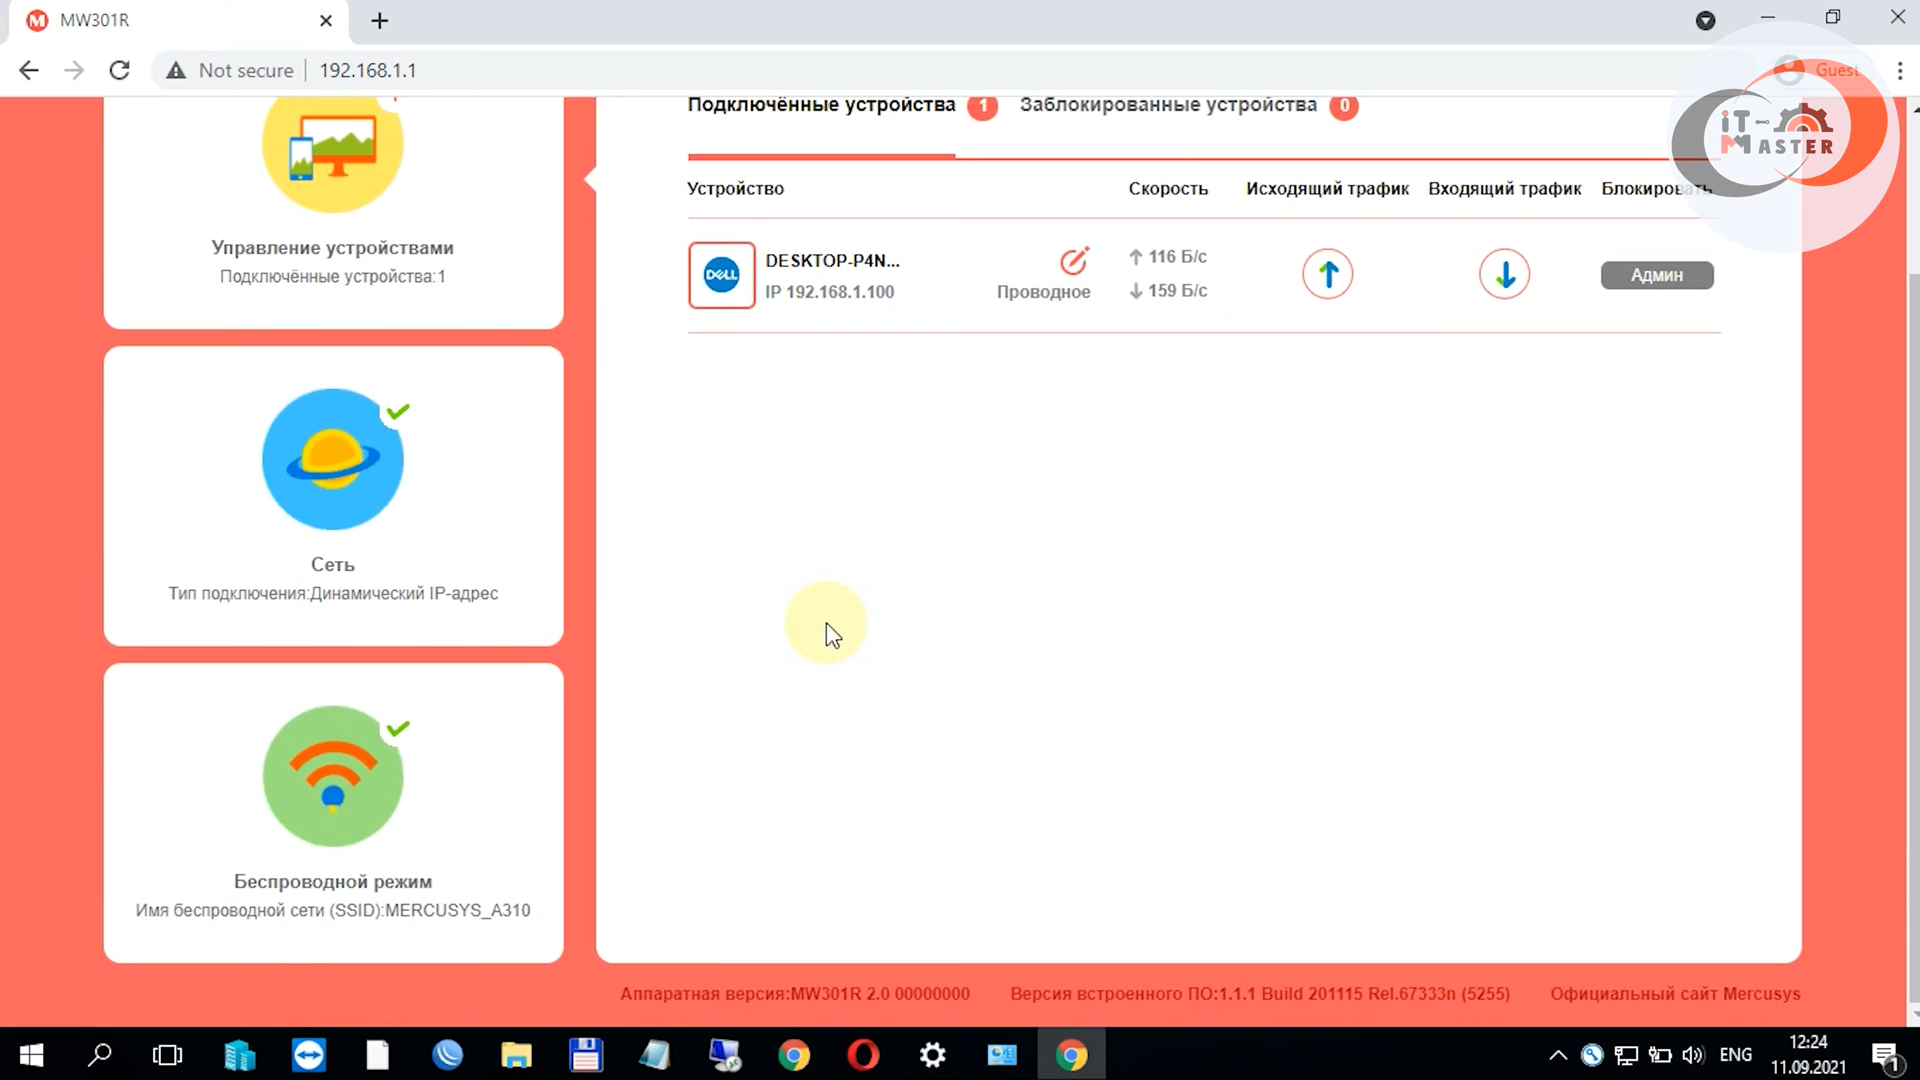 MW301R
Not secure 192.168.1.1
Guest
iT-MASTER
Подключённые устройства 1 Заблокированные устройства 0
Устройство Скорость Исходящий трафик Входящий трафик Блокировать
DELL DESKTOP-P4N... 116 Б/с Админ
IP 192.168.1.100 Проводное 159 Б/с
Управление устройствами
Подключённые устройства:1
Сеть
Тип подключения:Динамический IP-адрес
Беспроводной режим
Имя беспроводной сети (SSID):MERCUSYS_A310
Аппаратная версия:MW301R 2.0 00000000 Версия встроенного ПО:1.1.1 Build 201115 Rel.67333n (5255) Официальный сайт Mercusys
ENG 12:24
11.09.2021 1